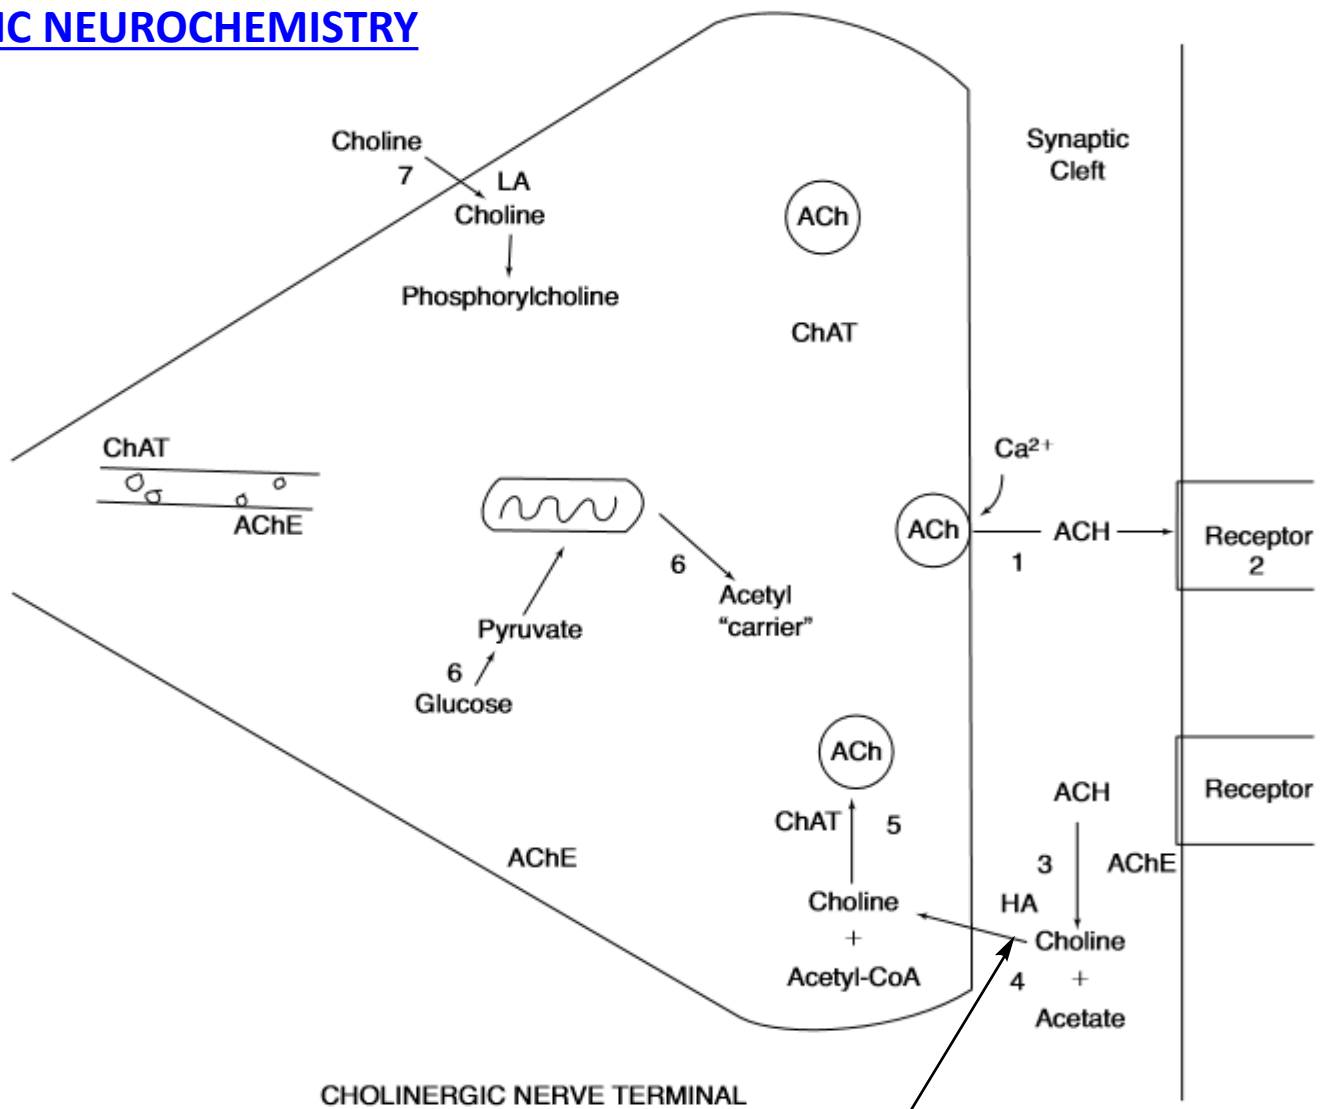 IC NEUROCHEMISTRY
Choline
7
LA
Choline
Phosphorylcholine
ACh
ChAT
Synaptic
Cleft
ChAT
AChE
6
Acetyl
"carrier"
Pyruvate
6
Glucose
Ca²⁺
ACh
1
ACH
Receptor
2
ACh
ChAT
5
AChE
Choline
+
Acetyl-CoA
ACH
Receptor
3
AChE
HA
Choline
4
+
Acetate
CHOLINERGIC NERVE TERMINAL